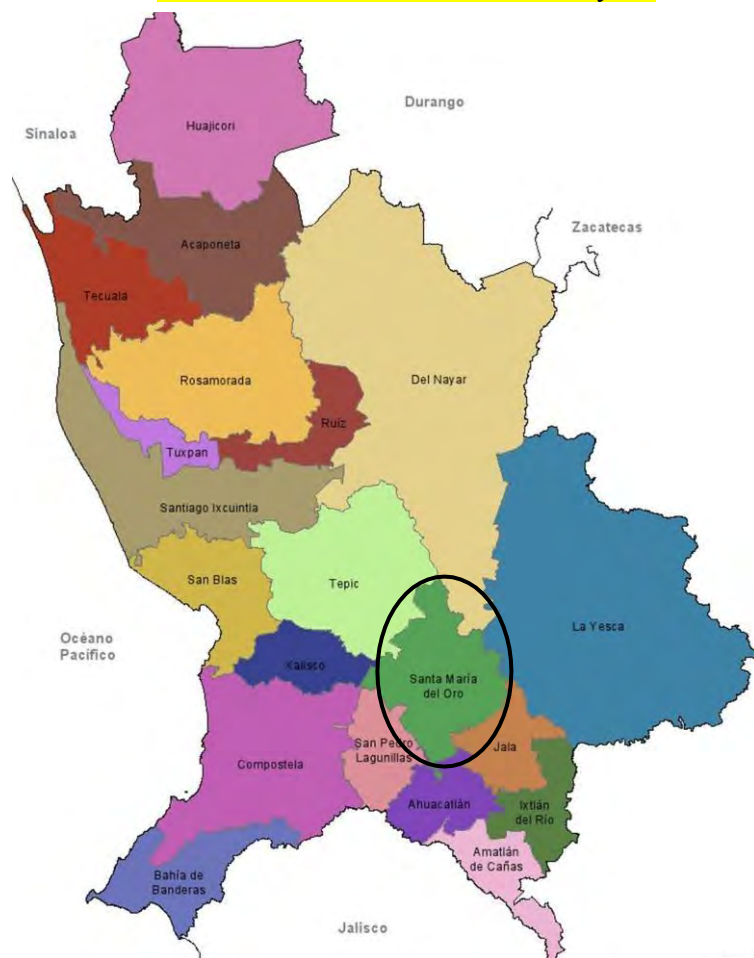 Durango
Huajicori
Sinaloa
Zacatecas
Acaponeta
Tecuala
Rosamorada
Del Nayar
Ruíz
Tuxpan
Santiago Ixcuintla
San Blas
Tepic
La Yesca
Océano
Pacífico
Xalisco
Santa María
del Oro
San Pedro
Lagunillas
Jala
Compostela
Ahuacatlán
Ixtlán
del Río
Amatlán
de Cañas
Bahía de
Banderas
Jalisco